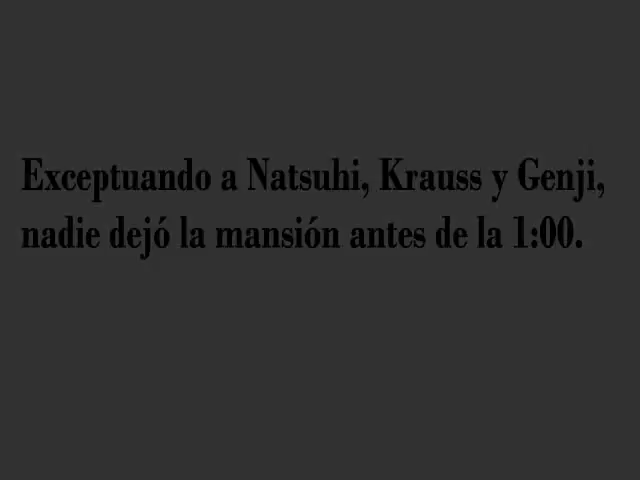 Exceptuando a Natsuhi, Krauss y Genji,
nadie dejó la mansión antes de la 1:00.